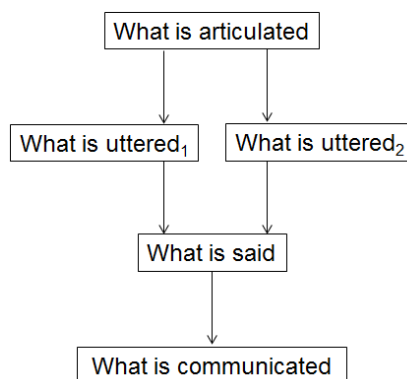 What is articulated
What is uttered₁
What is uttered₂
What is said
What is communicated